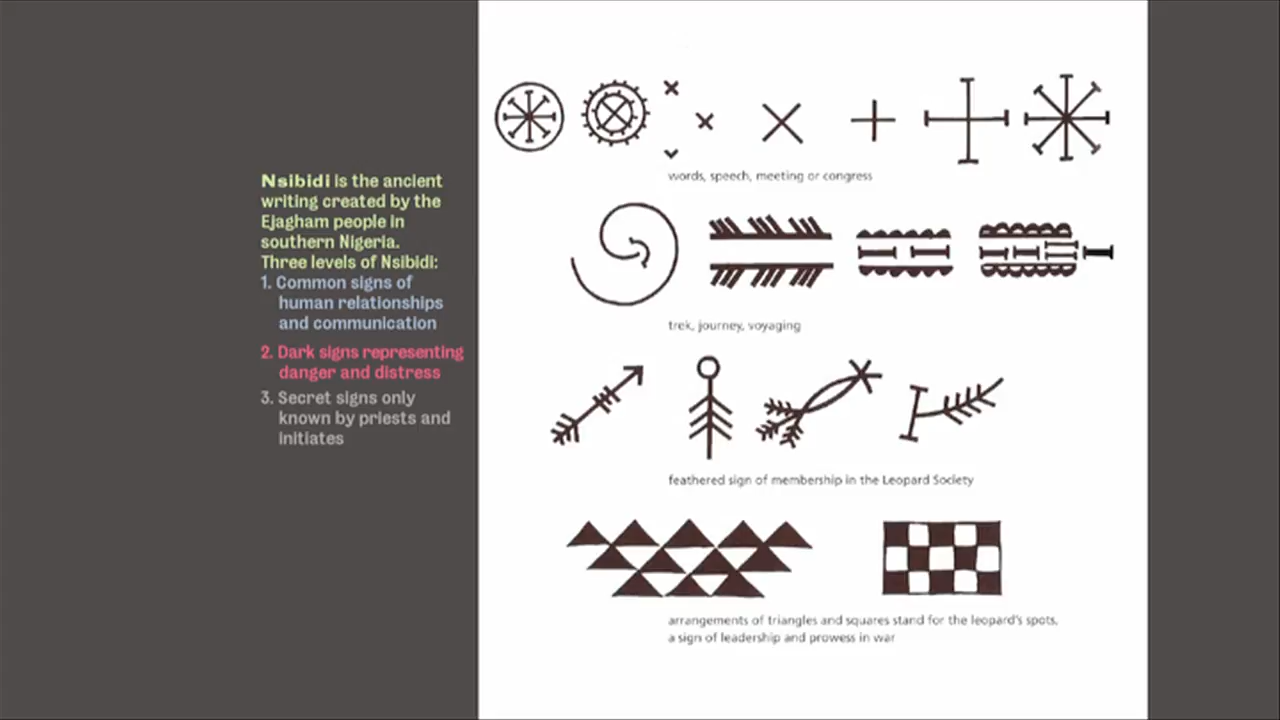 Nsibidi is the ancient
writing created by the
Ejagham people in
southern Nigeria.
Three levels of Nsibidi:
1. Common signs of
human relationships
and communication
2. Dark signs representing
danger and distress
3. Secret signs only
known by priests and
initiates
words, speech, meeting or congress
trek, journey, voyaging
feathered sign of membership in the Leopard Society
arrangements of triangles and squares stand for the leopard's spots,
a sign of leadership and prowess in war